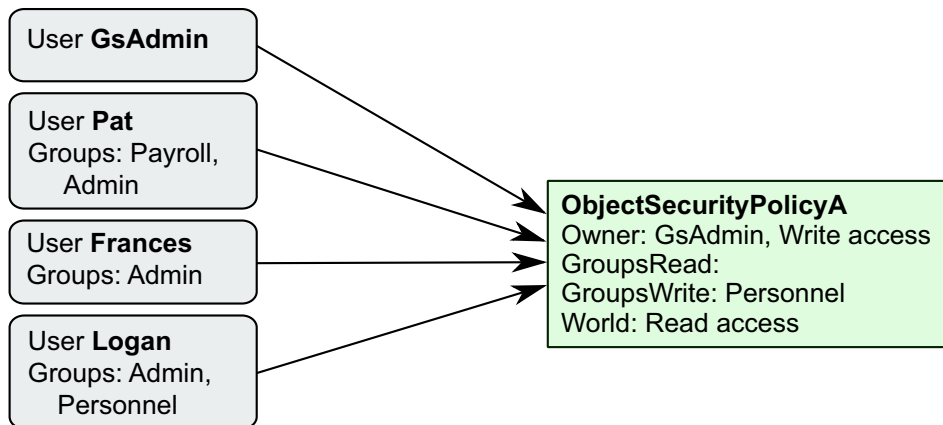 User GsAdmin
User Pat
Groups: Payroll,
Admin
User Frances
Groups: Admin
User Logan
Groups: Admin,
Personnel
ObjectSecurityPolicyA
Owner: GsAdmin, Write access
GroupsRead:
GroupsWrite: Personnel
World: Read access